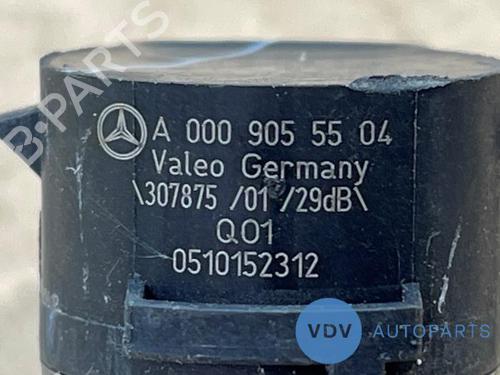 B-PARTS
A 000 905 55 04
Valeo Germany
\307875 /01 /29dB\
Q01
0510152312
VDV AUTOPARTS